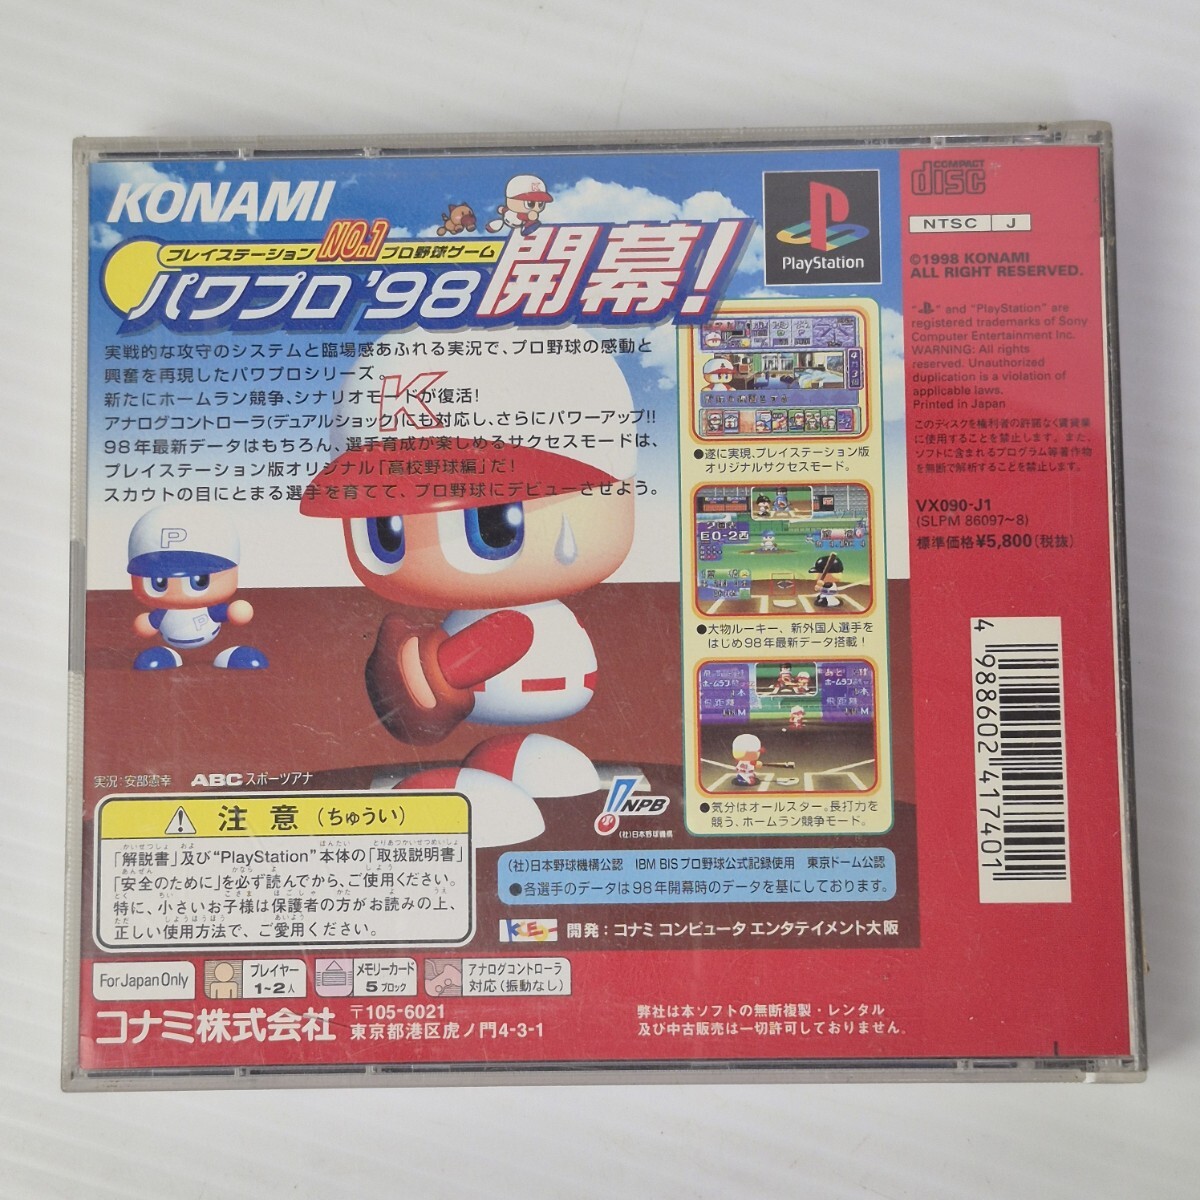 KONAMI
プレイステーション NO.1 プロ野球ゲーム
パワプロ'98 開幕!
実戦的な攻守のシステムと臨場感あふれる実況で、プロ野球の感動と
興奮を再現したパワプロシリーズ。
新たにホームラン競争、シナリオモードが復活!
アナログコントローラ(デュアルショック)にも対応し、さらにパワーアップ!!
98年最新データはもちろん、選手育成が楽しめるサクセスモードは、
プレイステーション版オリジナル「高校野球編」だ!
スカウトの目にとまる選手を育てて、プロ野球にデビューさせよう。
K
P
P
PlayStation
●遂に実現、プレイステーション版
オリジナルサクセスモード。
巨0-2西
●大物ルーキー、新外国人選手を
はじめ98年最新データ搭載!
●気分はオールスター。長打力を
競う、ホームラン競争モード。
実況:安部憲幸 ABCスポーツアナ
NPB
(社)日本野球機構
注意(ちゅうい)
「解説書」及び"PlayStation"本体の「取扱説明書」
「安全のために」を必ず読んでから、ご使用ください。
特に、小さいお子様は保護者の方がお読みの上、
正しい使用方法で、ご愛用ください。
(社)日本野球機構公認 IBM BISプロ野球公式記録使用 東京ドーム公認
●各選手のデータは98年開幕時のデータを基にしております。
開発:コナミ コンピュータ エンタテイメント大阪
For Japan Only
プレイヤー
1~2人
メモリーカード
5ブロック
アナログコントローラ
対応(振動なし)
コナミ株式会社
〒105-6021
東京都港区虎ノ門4-3-1
弊社は本ソフトの無断複製・レンタル
及び中古販売は一切許可しておりません。
COMPACT
disc
NTSC J
©1998 KONAMI
ALL RIGHT RESERVED.
"PS" and "PlayStation" are
registered trademarks of Sony
Computer Entertainment Inc.
WARNING: All rights
reserved. Unauthorized
duplication is a violation of
applicable laws.
Printed in Japan
このディスクを権利者の許諾なく賃貸業
に使用することを禁止します。また、
ソフトに含まれるプログラム等著作物
を無断で解析することを禁止します。
VX090-J1
(SLPM 86097~8)
標準価格¥5,800(税抜)
4988602417401